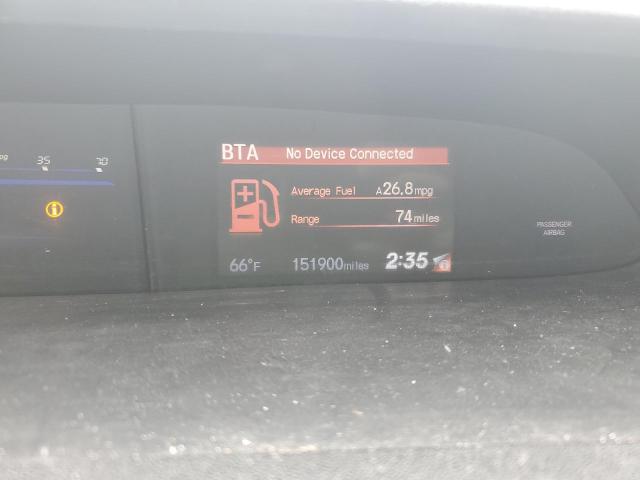 BTA No Device Connected
35 70
Average Fuel A26.8mpg
Range 74miles
PASSENGER
AIRBAG
66°F 151900miles 2:35